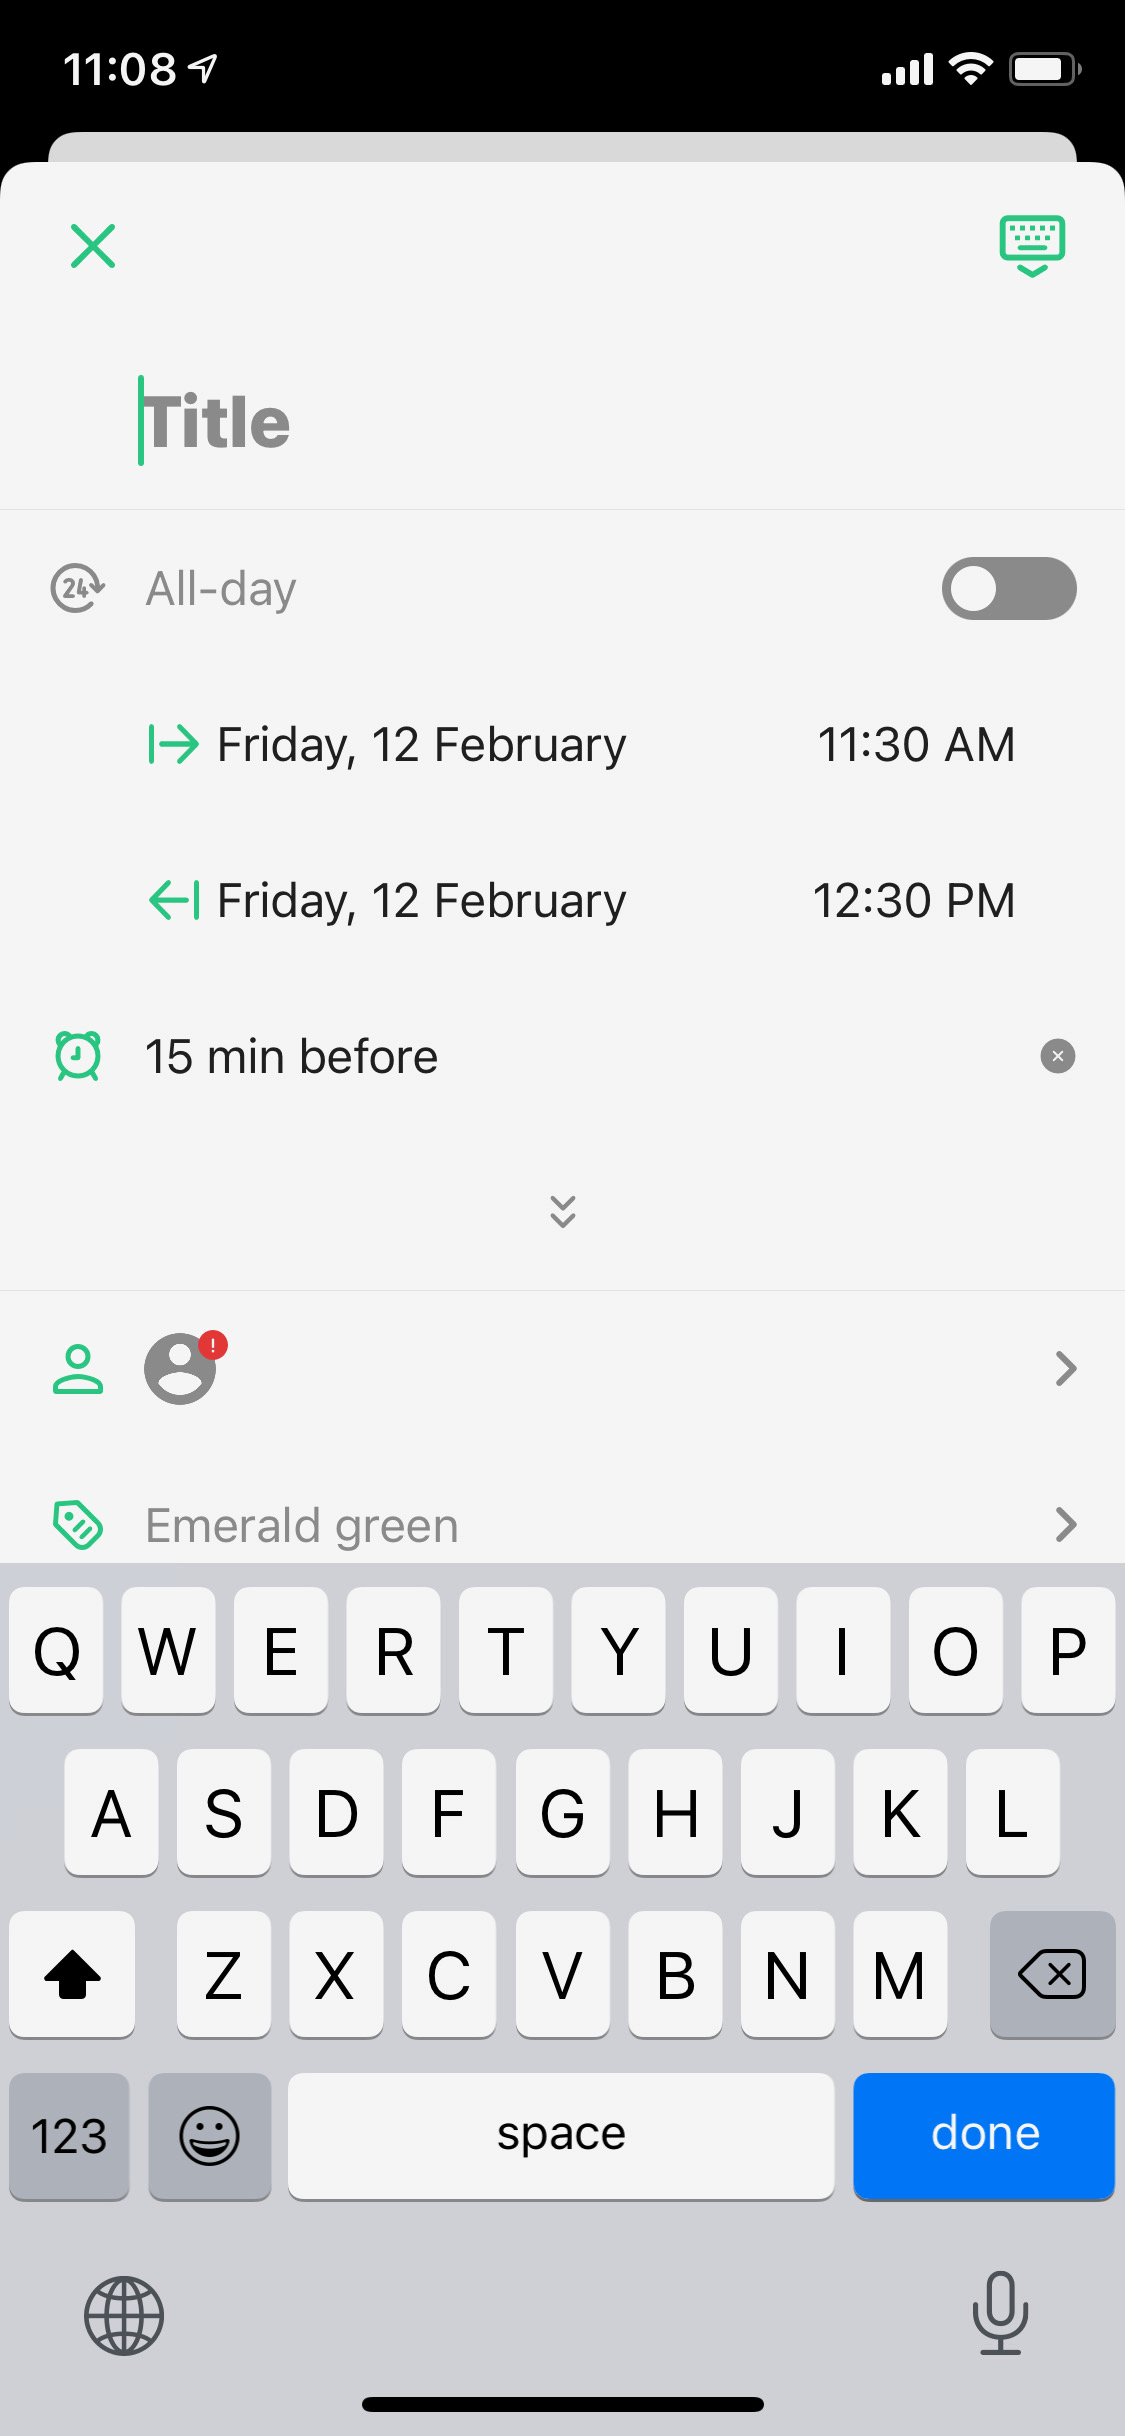 11:08
Title
24 All-day
Friday, 12 February 11:30 AM
Friday, 12 February 12:30 PM
15 min before
Emerald green
Q W E R T Y U I O P
A S D F G H J K L
Z X C V B N M
123 space done